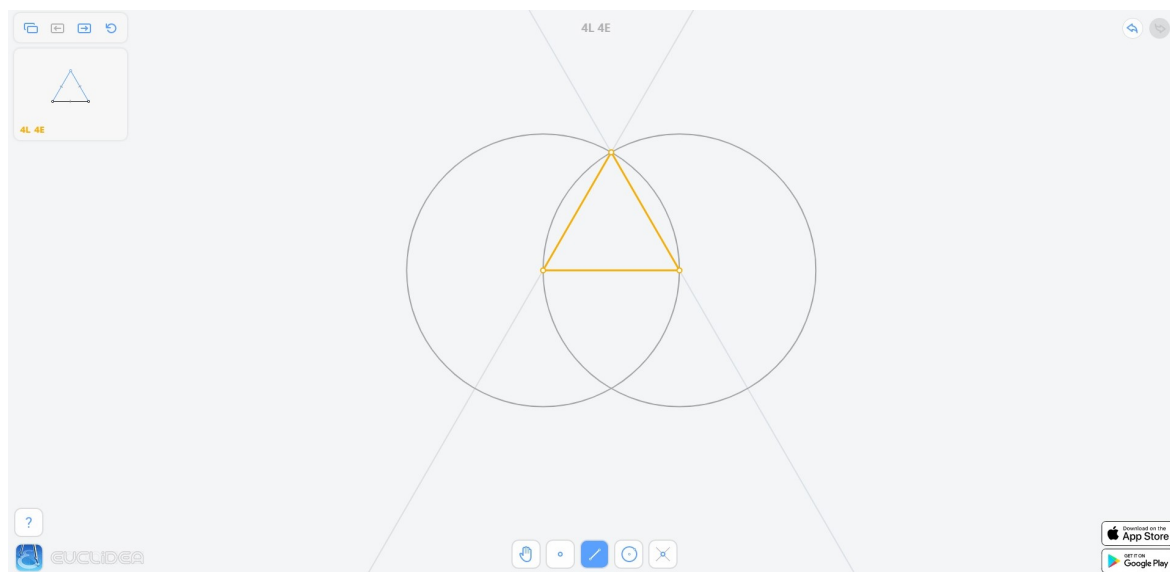 4L 4E
4L 4E
?
EUCLIDEA
Download on the
App Store
GET IT ON
Google Play